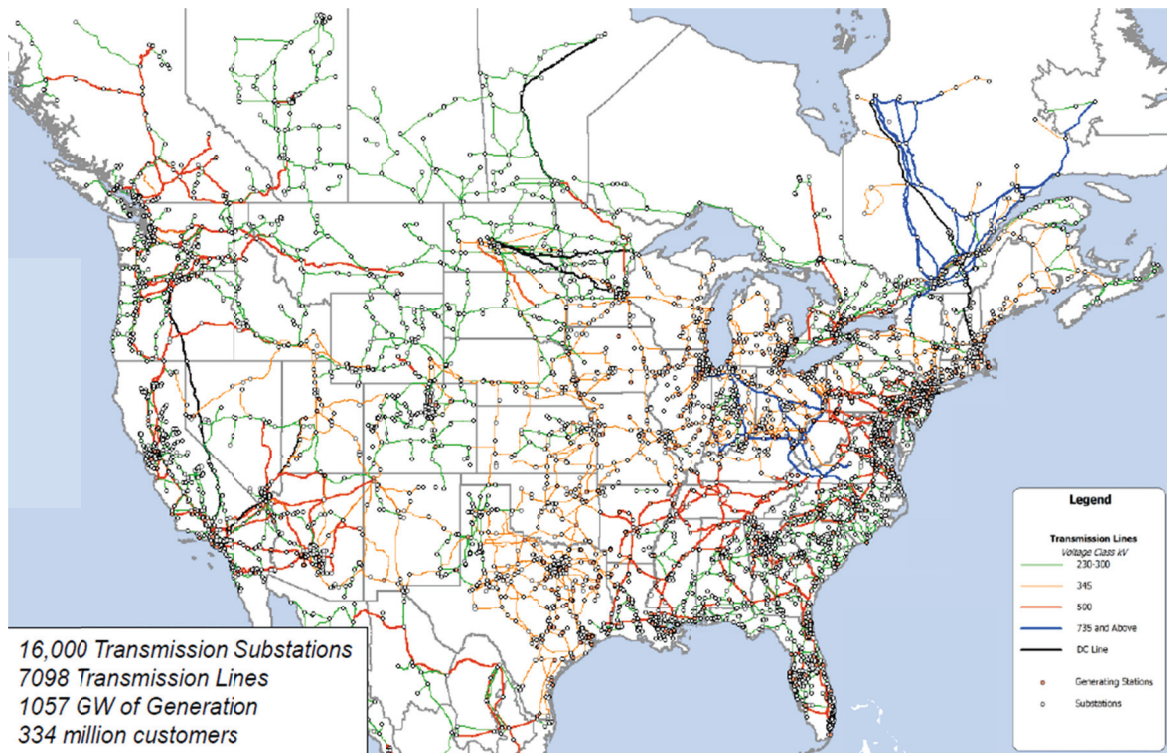 16,000 Transmission Substations
7098 Transmission Lines
1057 GW of Generation
334 million customers
Legend
Transmission Lines
Voltage Class kV
230-300
345
500
735 and Above
DC Line
Generating Stations
Substations